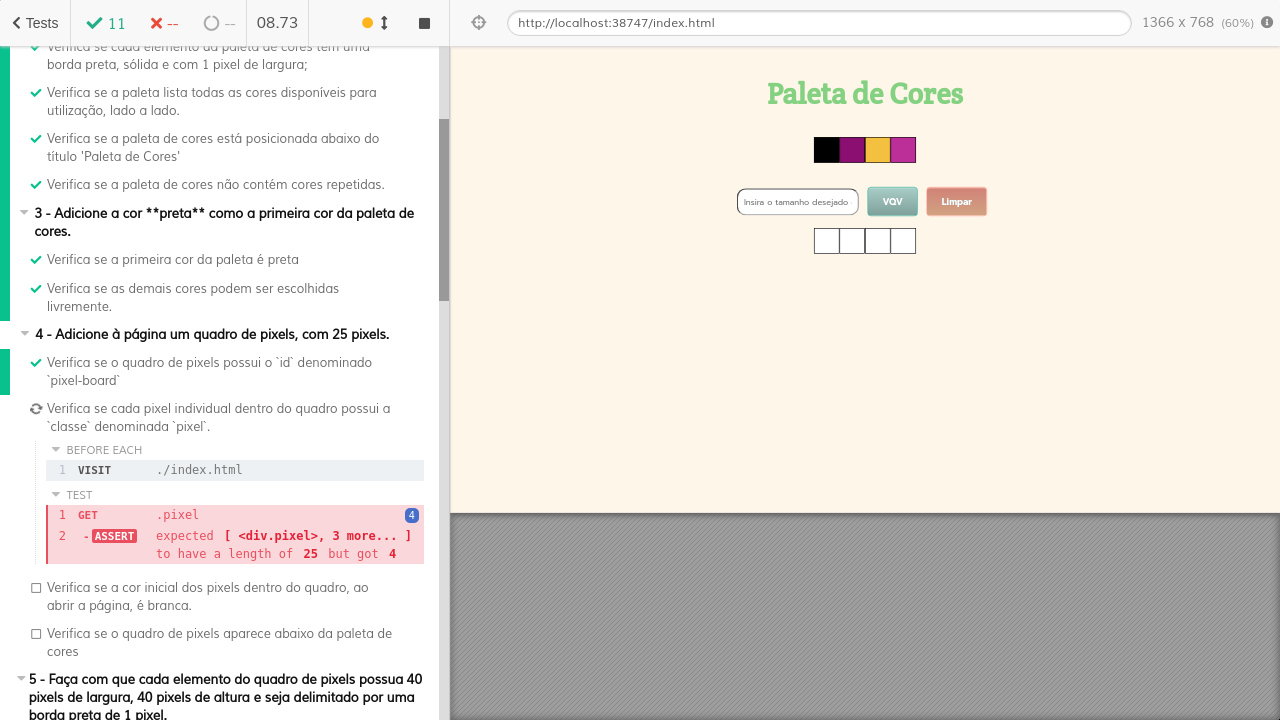 Tests
11
--
--
08.73
http://localhost:38747/index.html
1366 x 768 (60%)
Verifica se cada elemento da paleta de cores tem uma
borda preta, sólida e com 1 pixel de largura;
Verifica se a paleta lista todas as cores disponíveis para
utilização, lado a lado.
Verifica se a paleta de cores está posicionada abaixo do
título 'Paleta de Cores'
Verifica se a paleta de cores não contém cores repetidas.
3 - Adicione a cor **preta** como a primeira cor da paleta de
cores.
Verifica se a primeira cor da paleta é preta
Verifica se as demais cores podem ser escolhidas
livremente.
4 - Adicione à página um quadro de pixels, com 25 pixels.
Verifica se o quadro de pixels possui o `id` denominado
`pixel-board`
Verifica se cada pixel individual dentro do quadro possui a
`classe` denominada `pixel`.
BEFORE EACH
1 VISIT ./index.html
TEST
1 GET .pixel 4
2 -ASSERT expected [ <div.pixel>, 3 more... ]
to have a length of 25 but got 4
Verifica se a cor inicial dos pixels dentro do quadro, ao
abrir a página, é branca.
Verifica se o quadro de pixels aparece abaixo da paleta de
cores
5 - Faça com que cada elemento do quadro de pixels possua 40
pixels de largura, 40 pixels de altura e seja delimitado por uma
borda preta de 1 pixel.
Paleta de Cores
Insira o tamanho desejado
VQV
Limpar